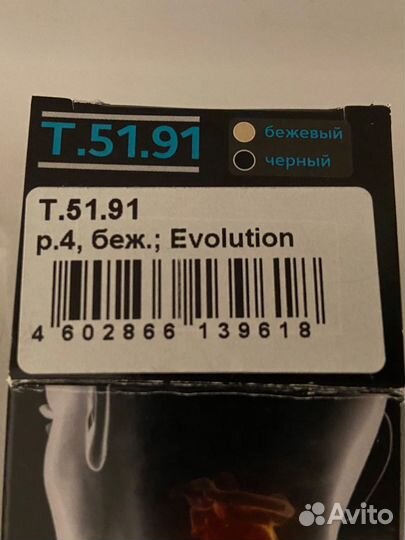 Т.51.91
бежевый
черный
Т.51.91
р.4, беж.; Evolution
4 602866 139618
Avito